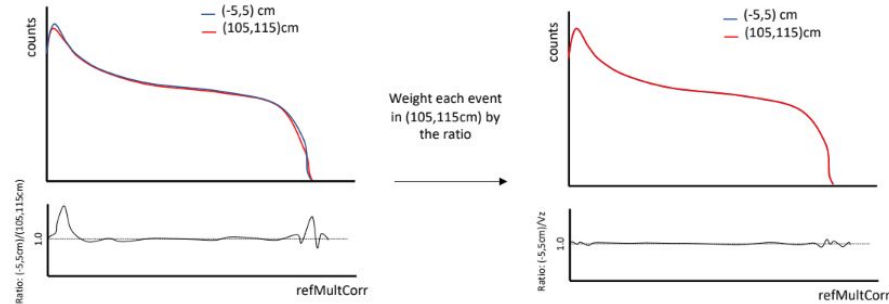 counts
(-5,5) cm
(105,115)cm
Ratio: (-5,5cm)/(105,115cm)
1.0
refMultCorr
Weight each event
in (105,115cm) by
the ratio
counts
(-5,5) cm
(105,115)cm
Ratio: (-5,5cm)/Vz
1.0
refMultCorr